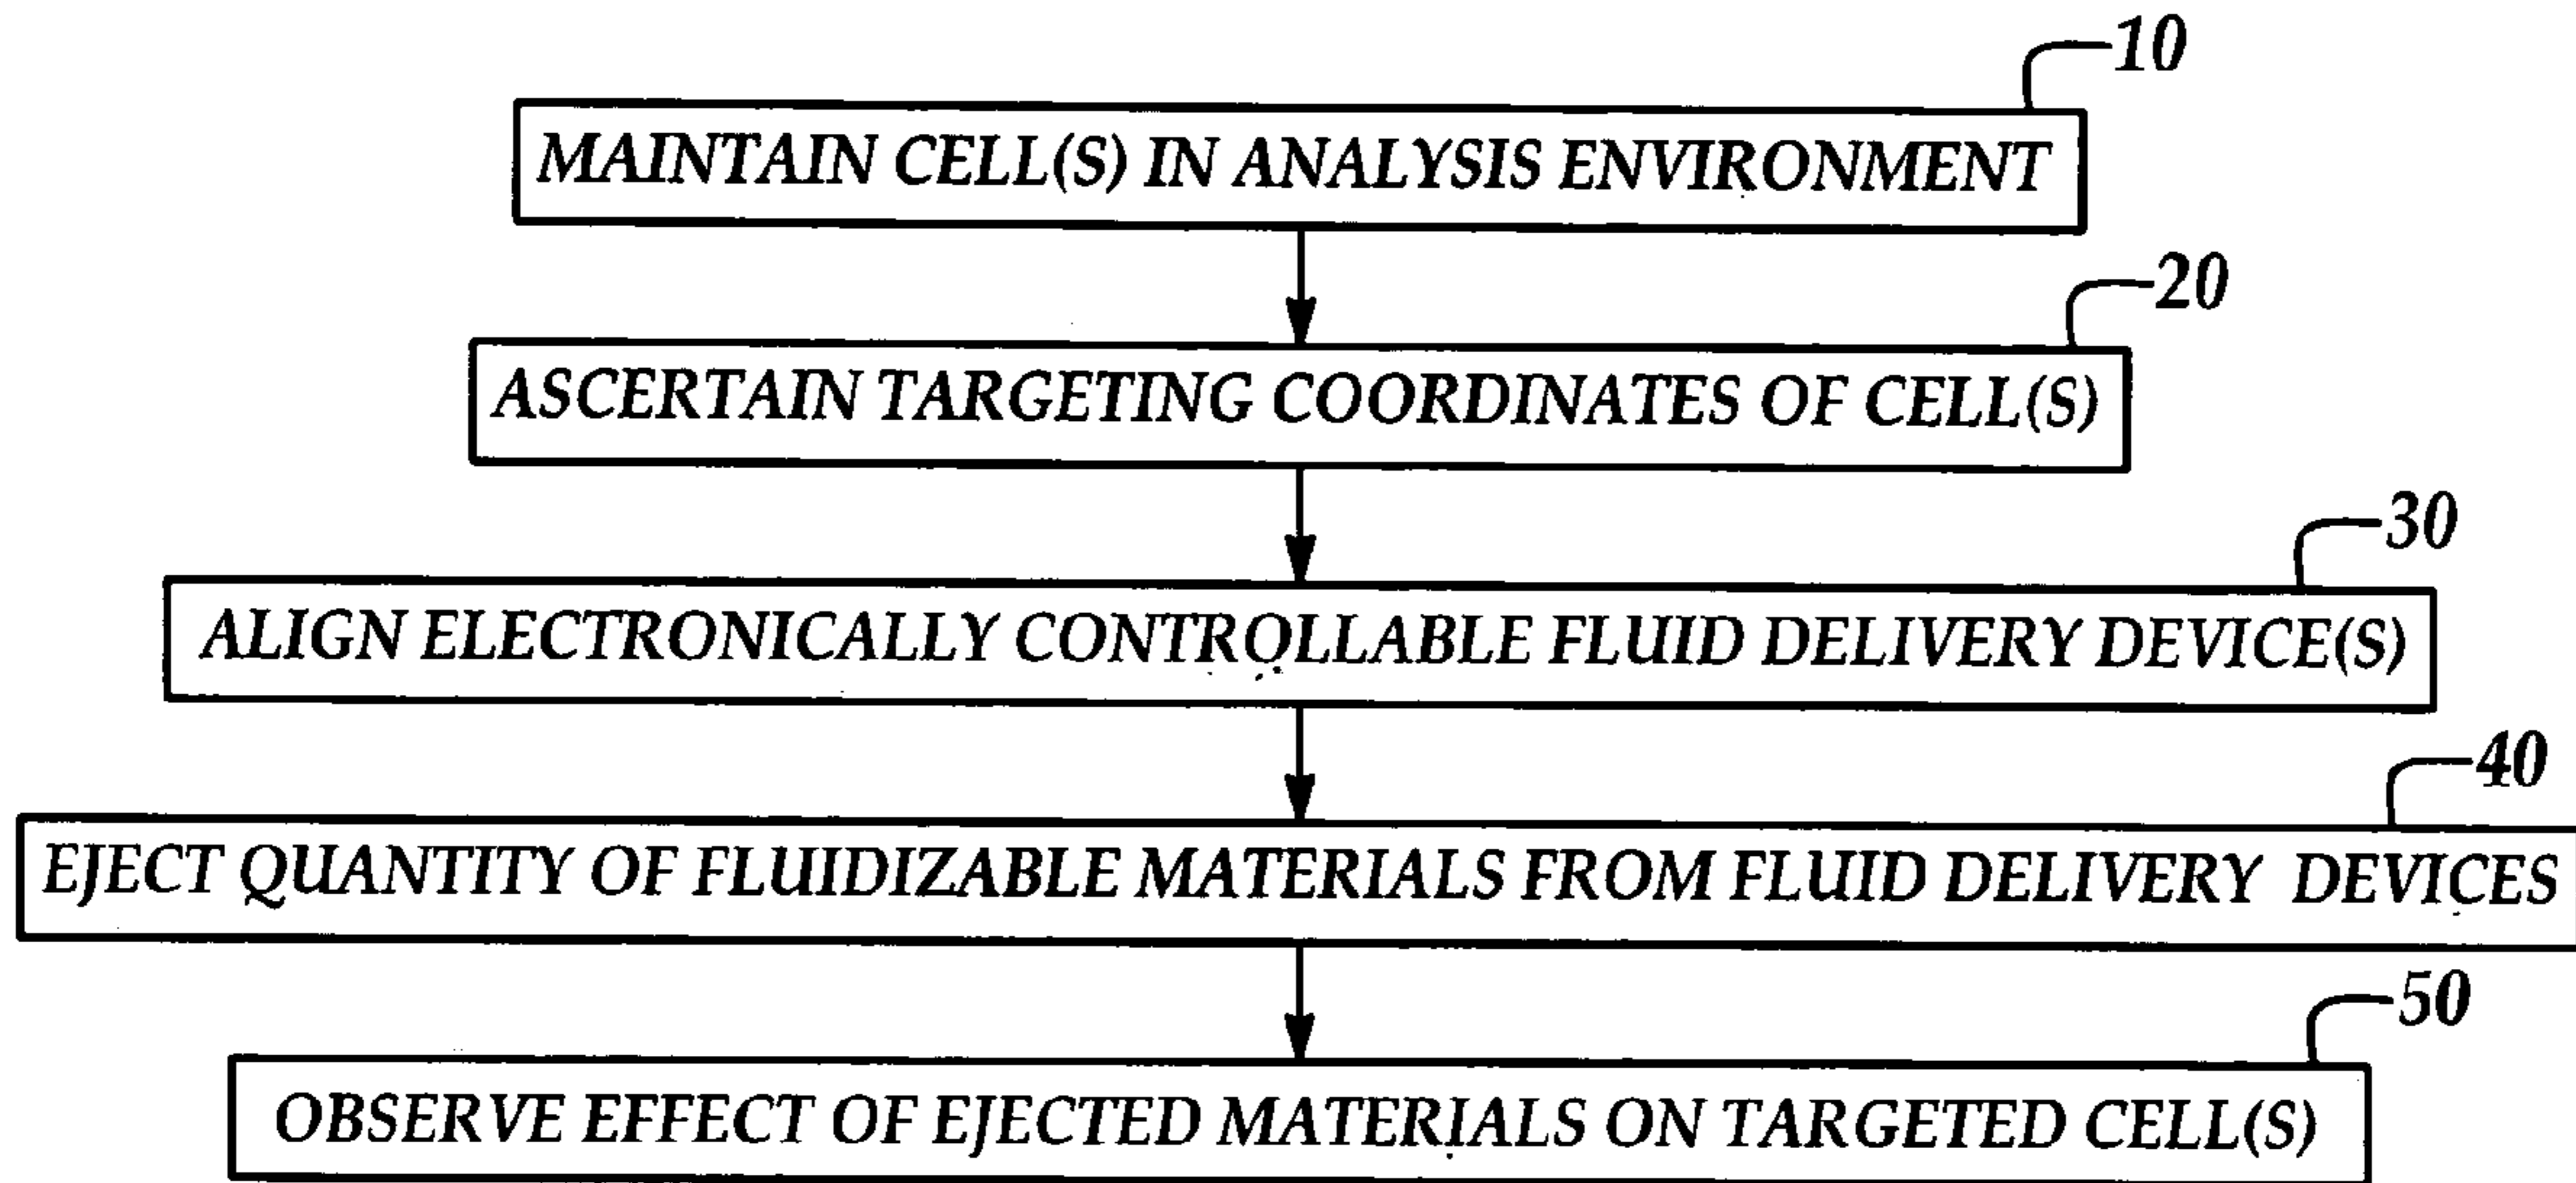 10
MAINTAIN CELL(S) IN ANALYSIS ENVIRONMENT
20
ASCERTAIN TARGETING COORDINATES OF CELL(S)
30
ALIGN ELECTRONICALLY CONTROLLABLE FLUID DELIVERY DEVICE(S)
40
EJECT QUANTITY OF FLUIDIZABLE MATERIALS FROM FLUID DELIVERY DEVICES
50
OBSERVE EFFECT OF EJECTED MATERIALS ON TARGETED CELL(S)